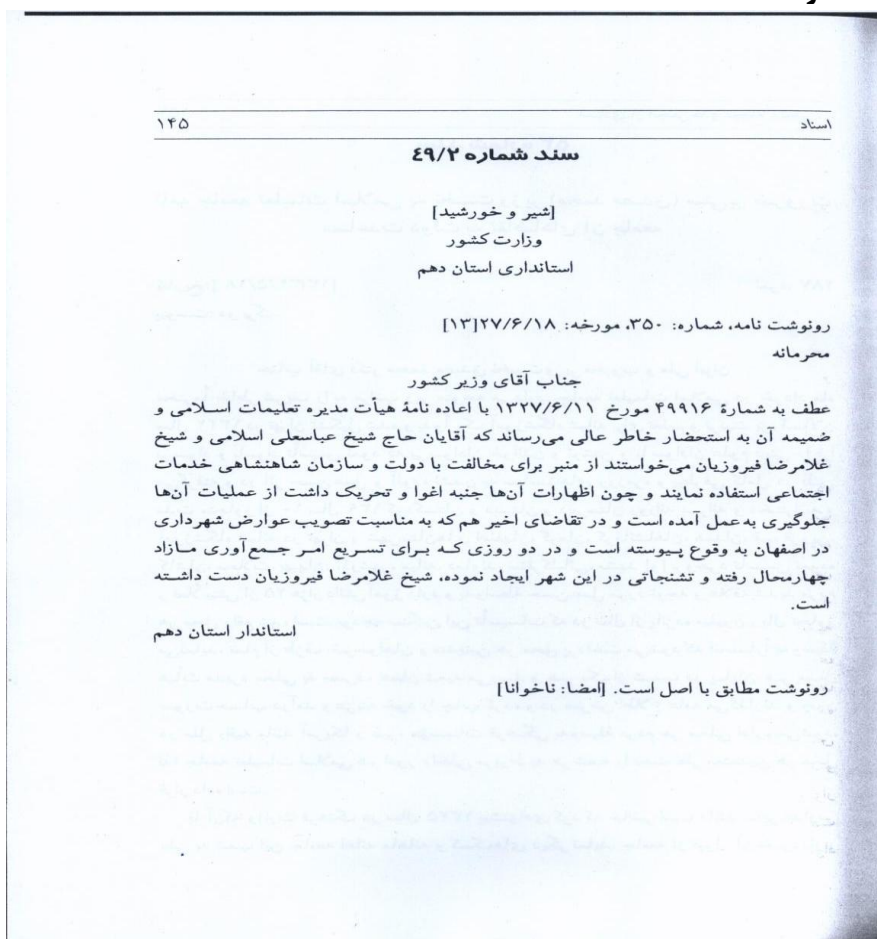 اسناد
۱۴۵
سند شماره ٤٩/٢
[شیر و خورشید]
وزارت کشور
استانداری استان دهم
رونوشت نامه، شماره: ۳۵۰، مورخه: ۲۷/۶/۱۸[۱۳]
محرمانه
جناب آقای وزیر کشور
عطف به شمارهٔ ۴۹۹۱۶ مورخ ۱۳۲۷/۶/۱۱ با اعاده نامهٔ هیأت مدیره تعلیمات اسلامی و
ضمیمه آن به استحضار خاطر عالی می‌رساند که آقایان حاج شیخ عباسعلی اسلامی و شیخ
غلامرضا فیروزیان می‌خواستند از منبر برای مخالفت با دولت و سازمان شاهنشاهی خدمات
اجتماعی استفاده نمایند و چون اظهارات آن‌ها جنبه اغوا و تحریک داشت از عملیات آن‌ها
جلوگیری به‌عمل آمده است و در تقاضای اخیر هم که به مناسبت تصویب عوارض شهرداری
در اصفهان به وقوع پیوسته است و در دو روزی که برای تسریع امر جمع‌آوری مازاد
چهارمحال رفته و تشنجاتی در این شهر ایجاد نموده، شیخ غلامرضا فیروزیان دست داشته
است.
استاندار استان دهم
رونوشت مطابق با اصل است. [امضا: ناخوانا]